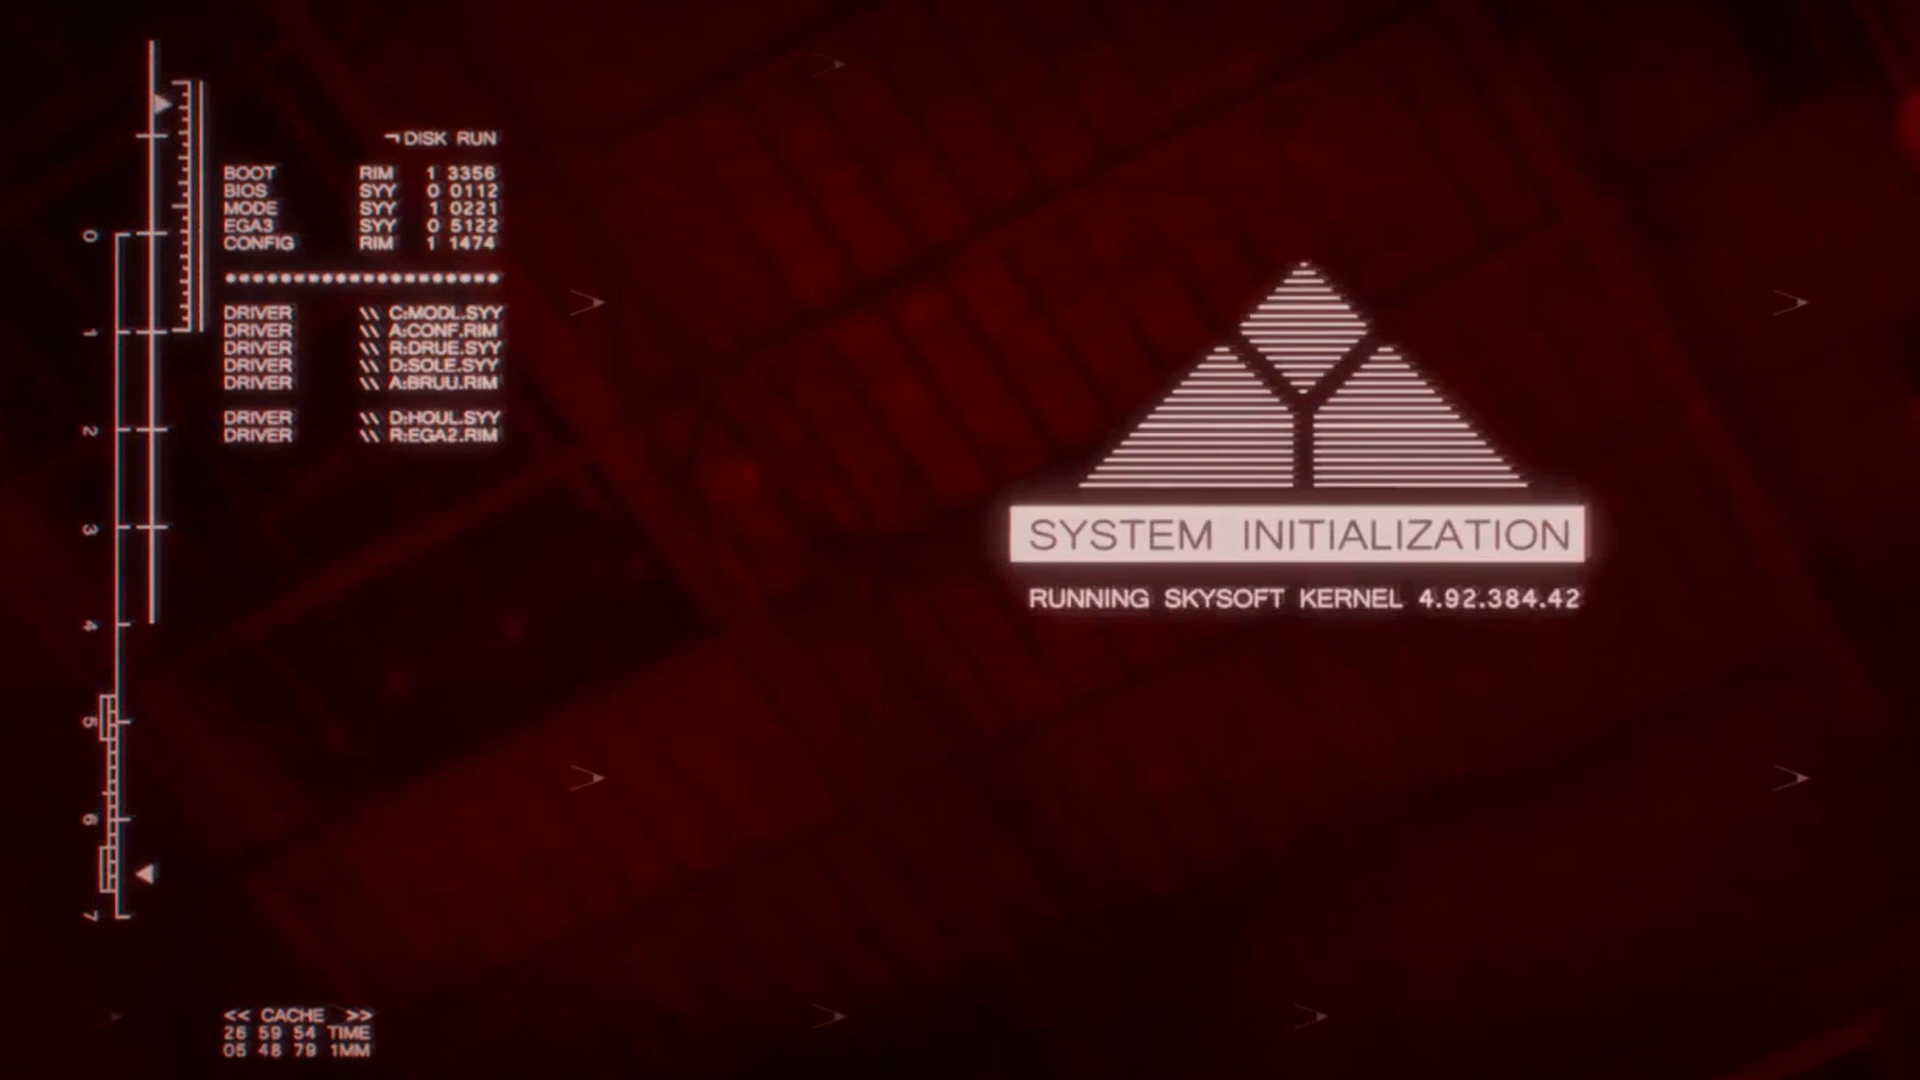 ¬DISK RUN
BOOT RIM 1 3356
BIOS SYY 0 0112
MODE SYY 1 0221
EGA3 SYY 0 5122
CONFIG RIM 1 1474
DRIVER \\ C:MODL.SYY
DRIVER \\ A:CONF.RIM
DRIVER \\ R:DRUE.SYY
DRIVER \\ D:SOLE.SYY
DRIVER \\ A:BRUU.RIM
DRIVER \\ D:HOUL.SYY
DRIVER \\ R:EGA2.RIM
0
1
2
3
4
5
6
7
SYSTEM INITIALIZATION
RUNNING SKYSOFT KERNEL 4.92.384.42
<< CACHE >>
26 59 54 TIME
05 48 79 1MM